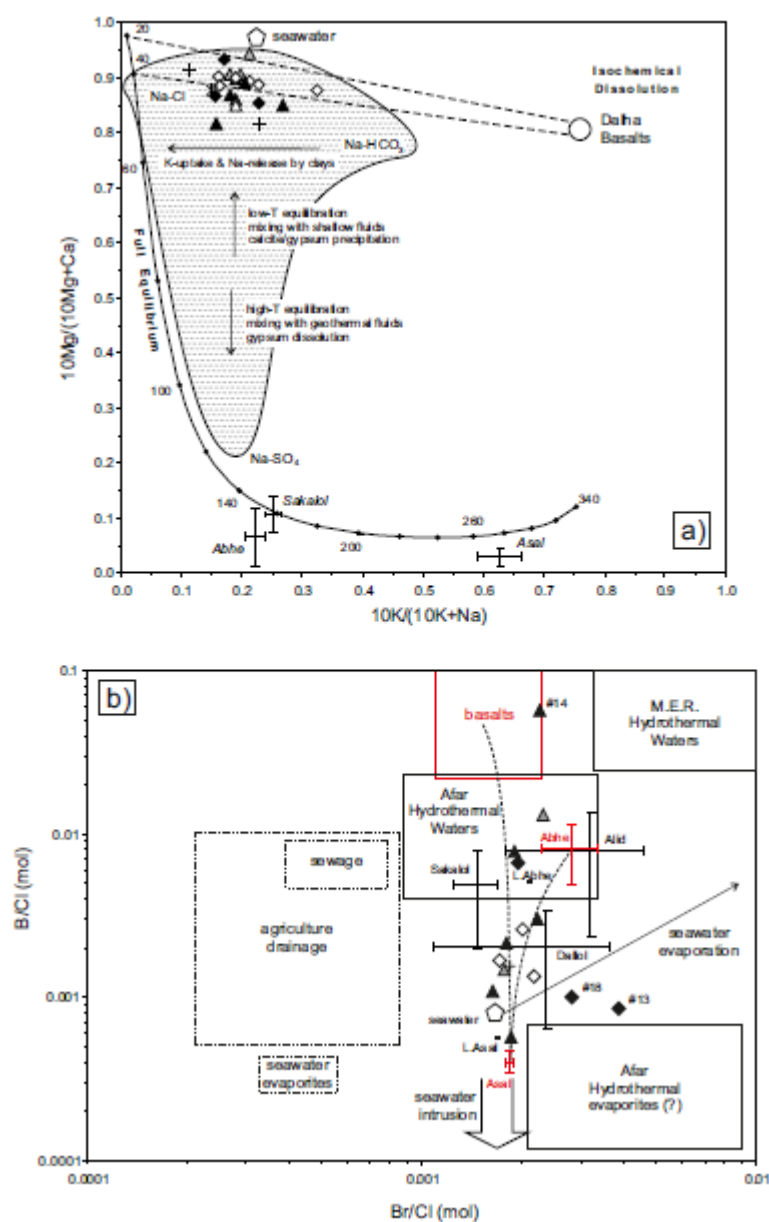 a)
1.0
0.9
0.8
0.7
0.6
0.5
0.4
0.3
0.2
0.1
0.0
10Mg/(10Mg+Ca)
20
seawater
40
Isochemical
Dissolution
Na-Cl
Dalha
Basalts
Na-HCO3
K-uptake & Na-release by clays
60
low-T equilibration
mixing with shallow fluids
calcite/gypsum precipitation
Full Equilibrium
high-T equilibration
mixing with geothermal fluids
gypsum dissolution
100
Na-SO4
140
Sakalol
340
260
200
Abhe
Asal
0.0 0.1 0.2 0.3 0.4 0.5 0.6 0.7 0.8 0.9 1.0
10K/(10K+Na)
b)
0.1
0.01
0.001
0.0001
B/Cl (mol)
basalts
#14
M.E.R.
Hydrothermal
Waters
Afar
Hydrothermal
Waters
Abhe
Alid
sewage
Sakalol
L.Abhe
agriculture
drainage
Dallol
seawater
evaporation
#18
#13
seawater
L.Assal
seawater
evaporites
Asal
seawater
intrusion
Afar
Hydrothermal
evaporites (?)
0.0001 0.001 0.01
Br/Cl (mol)